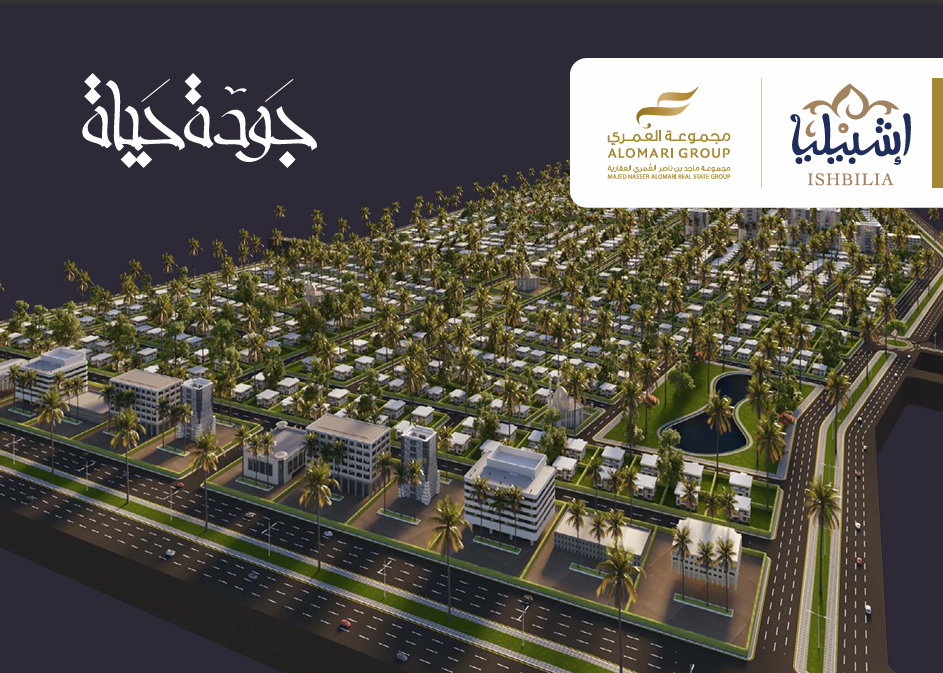 جودة حياة
مجموعة العُمري
ALOMARI GROUP
مجموعة ماجد بن ناصر العُمري العقارية
MAJED NASSER ALOMARI REAL STATE GROUP
إشبيليا
ISHBILIA